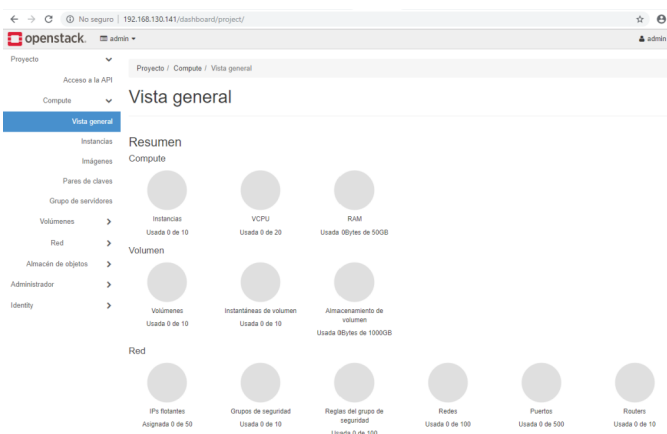 No seguro | 192.168.130.141/dashboard/project/
openstack. admin
admin
Proyecto
Acceso a la API
Compute
Vista general
Instancias
Imágenes
Pares de claves
Grupo de servidores
Volúmenes
Red
Almacén de objetos
Administrador
Identity
Proyecto / Compute / Vista general
Vista general
Resumen
Compute
Instancias
Usada 0 de 10
VCPU
Usada 0 de 20
RAM
Usada 0Bytes de 50GB
Volumen
Volúmenes
Usada 0 de 10
Instantáneas de volumen
Usada 0 de 10
Almacenamiento de
volumen
Usada 0Bytes de 1000GB
Red
IPs flotantes
Asignada 0 de 50
Grupos de seguridad
Usada 0 de 10
Reglas del grupo de
seguridad
Usada 0 de 100
Redes
Usada 0 de 100
Puertos
Usada 0 de 500
Routers
Usada 0 de 10